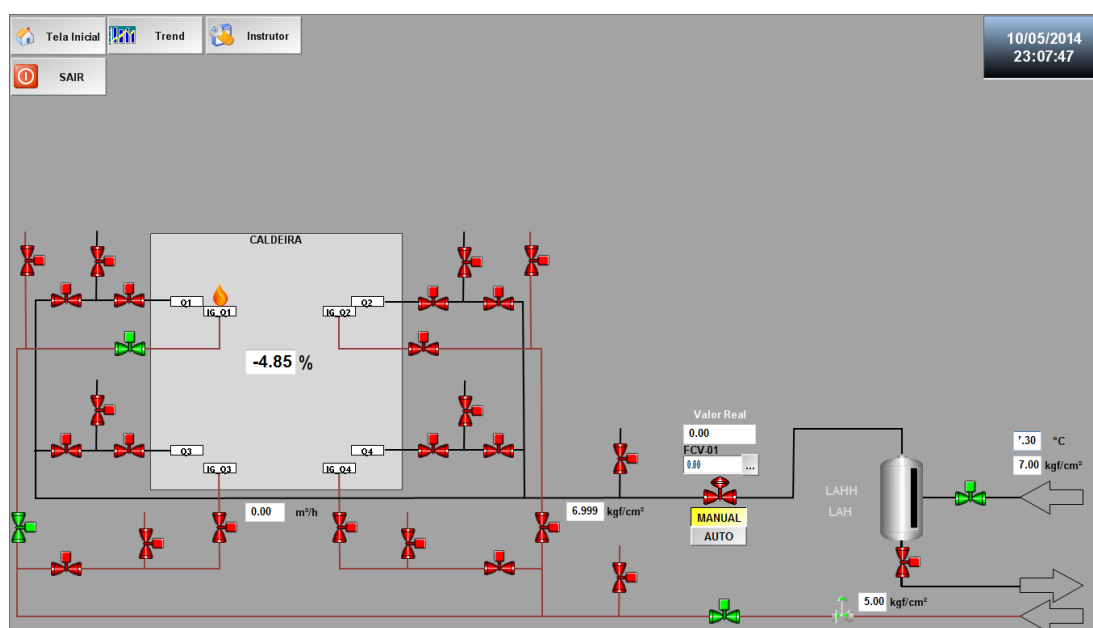 Tela Inicial
Trend
Instrutor
10/05/2014
23:07:47
SAIR
CALDEIRA
Q1
IG_Q1
Q2
IG_Q2
-4.85 %
Q3
IG_Q3
Q4
IG_Q4
Valor Real
0.00
FCV-01
0.00
...
MANUAL
AUTO
0.00 m³/h
6.999 kgf/cm²
LAHH
LAH
°C
7.00 kgf/cm²
5.00 kgf/cm²